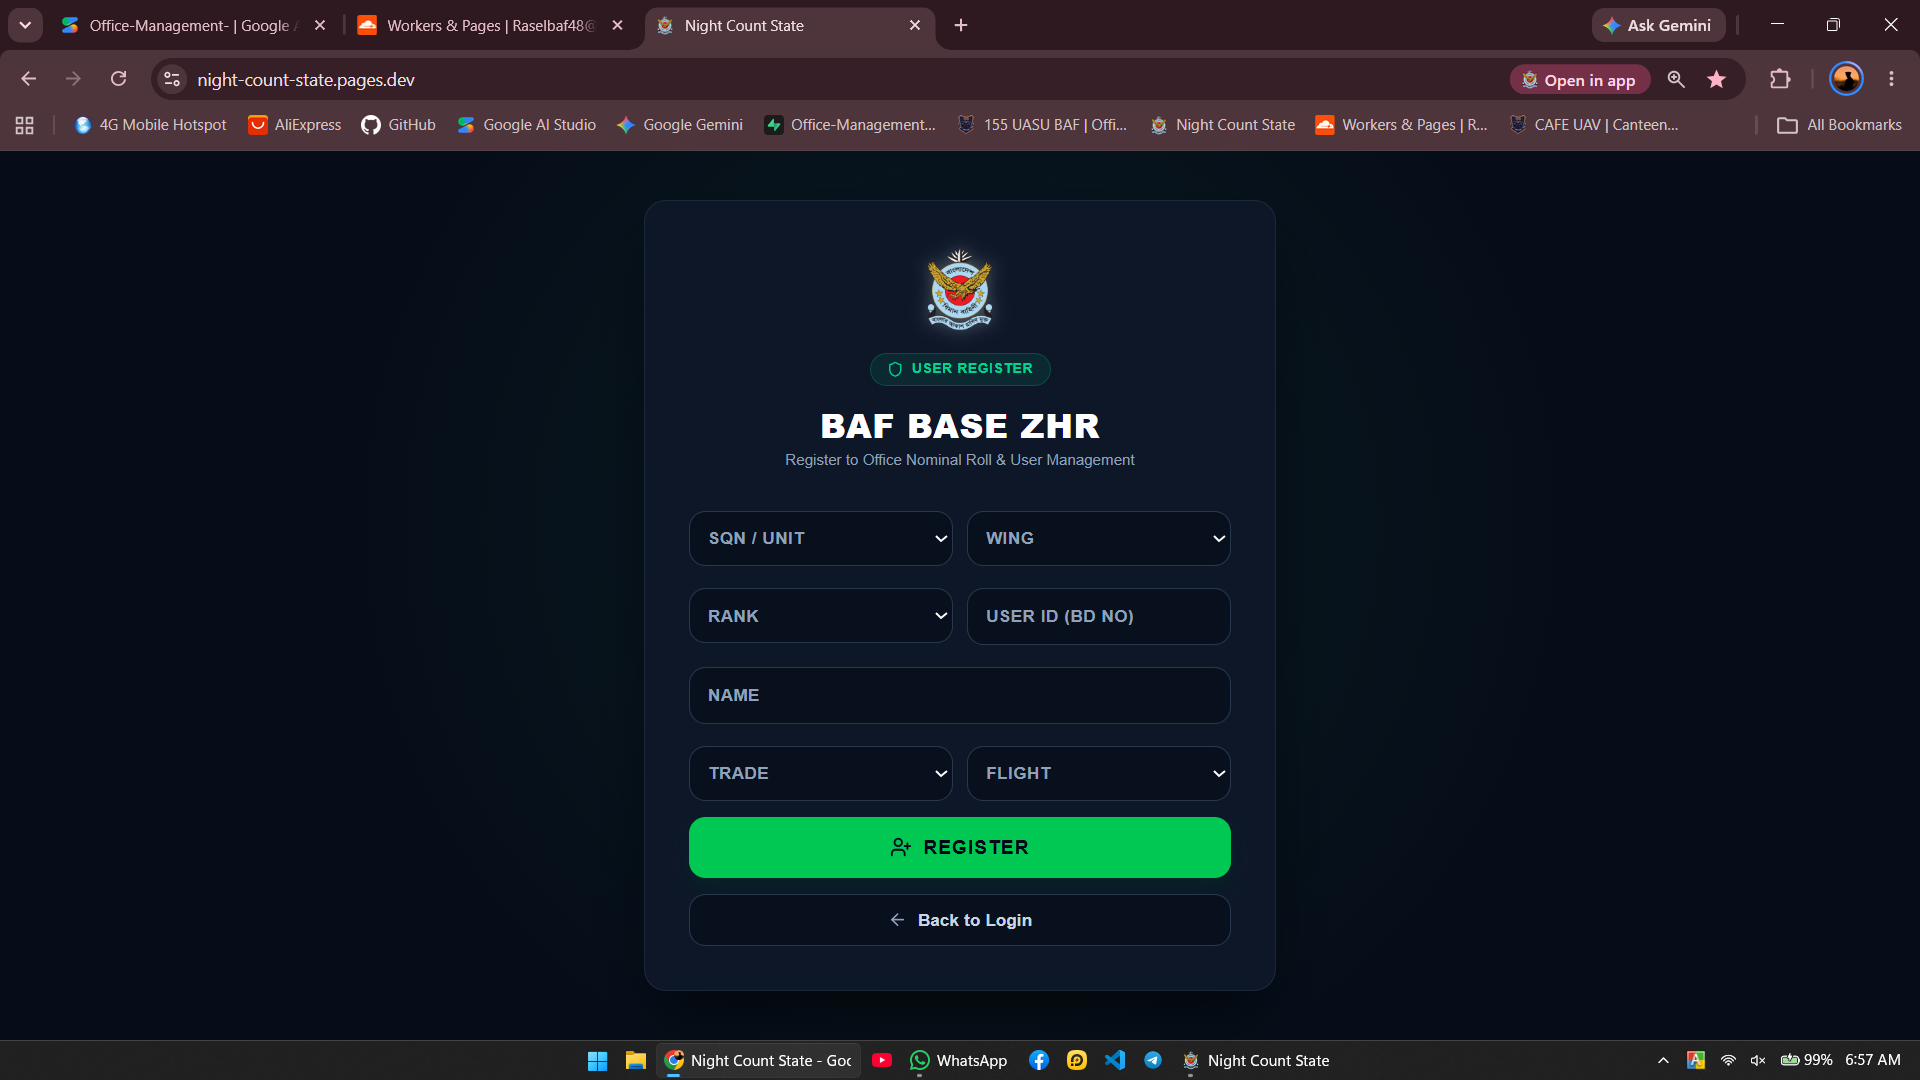 Office-Management- | Google A
Workers & Pages | Raselbaf48@
Night Count State
Ask Gemini
night-count-state.pages.dev
Open in app
4G Mobile Hotspot
AliExpress
GitHub
Google AI Studio
Google Gemini
Office-Management...
155 UASU BAF | Offi...
Night Count State
Workers & Pages | R...
CAFE UAV | Canteen...
All Bookmarks
USER REGISTER
BAF BASE ZHR
Register to Office Nominal Roll & User Management
SQN / UNIT
WING
RANK
USER ID (BD NO)
NAME
TRADE
FLIGHT
REGISTER
Back to Login
Night Count State - Goo
WhatsApp
Night Count State
99%
6:57 AM